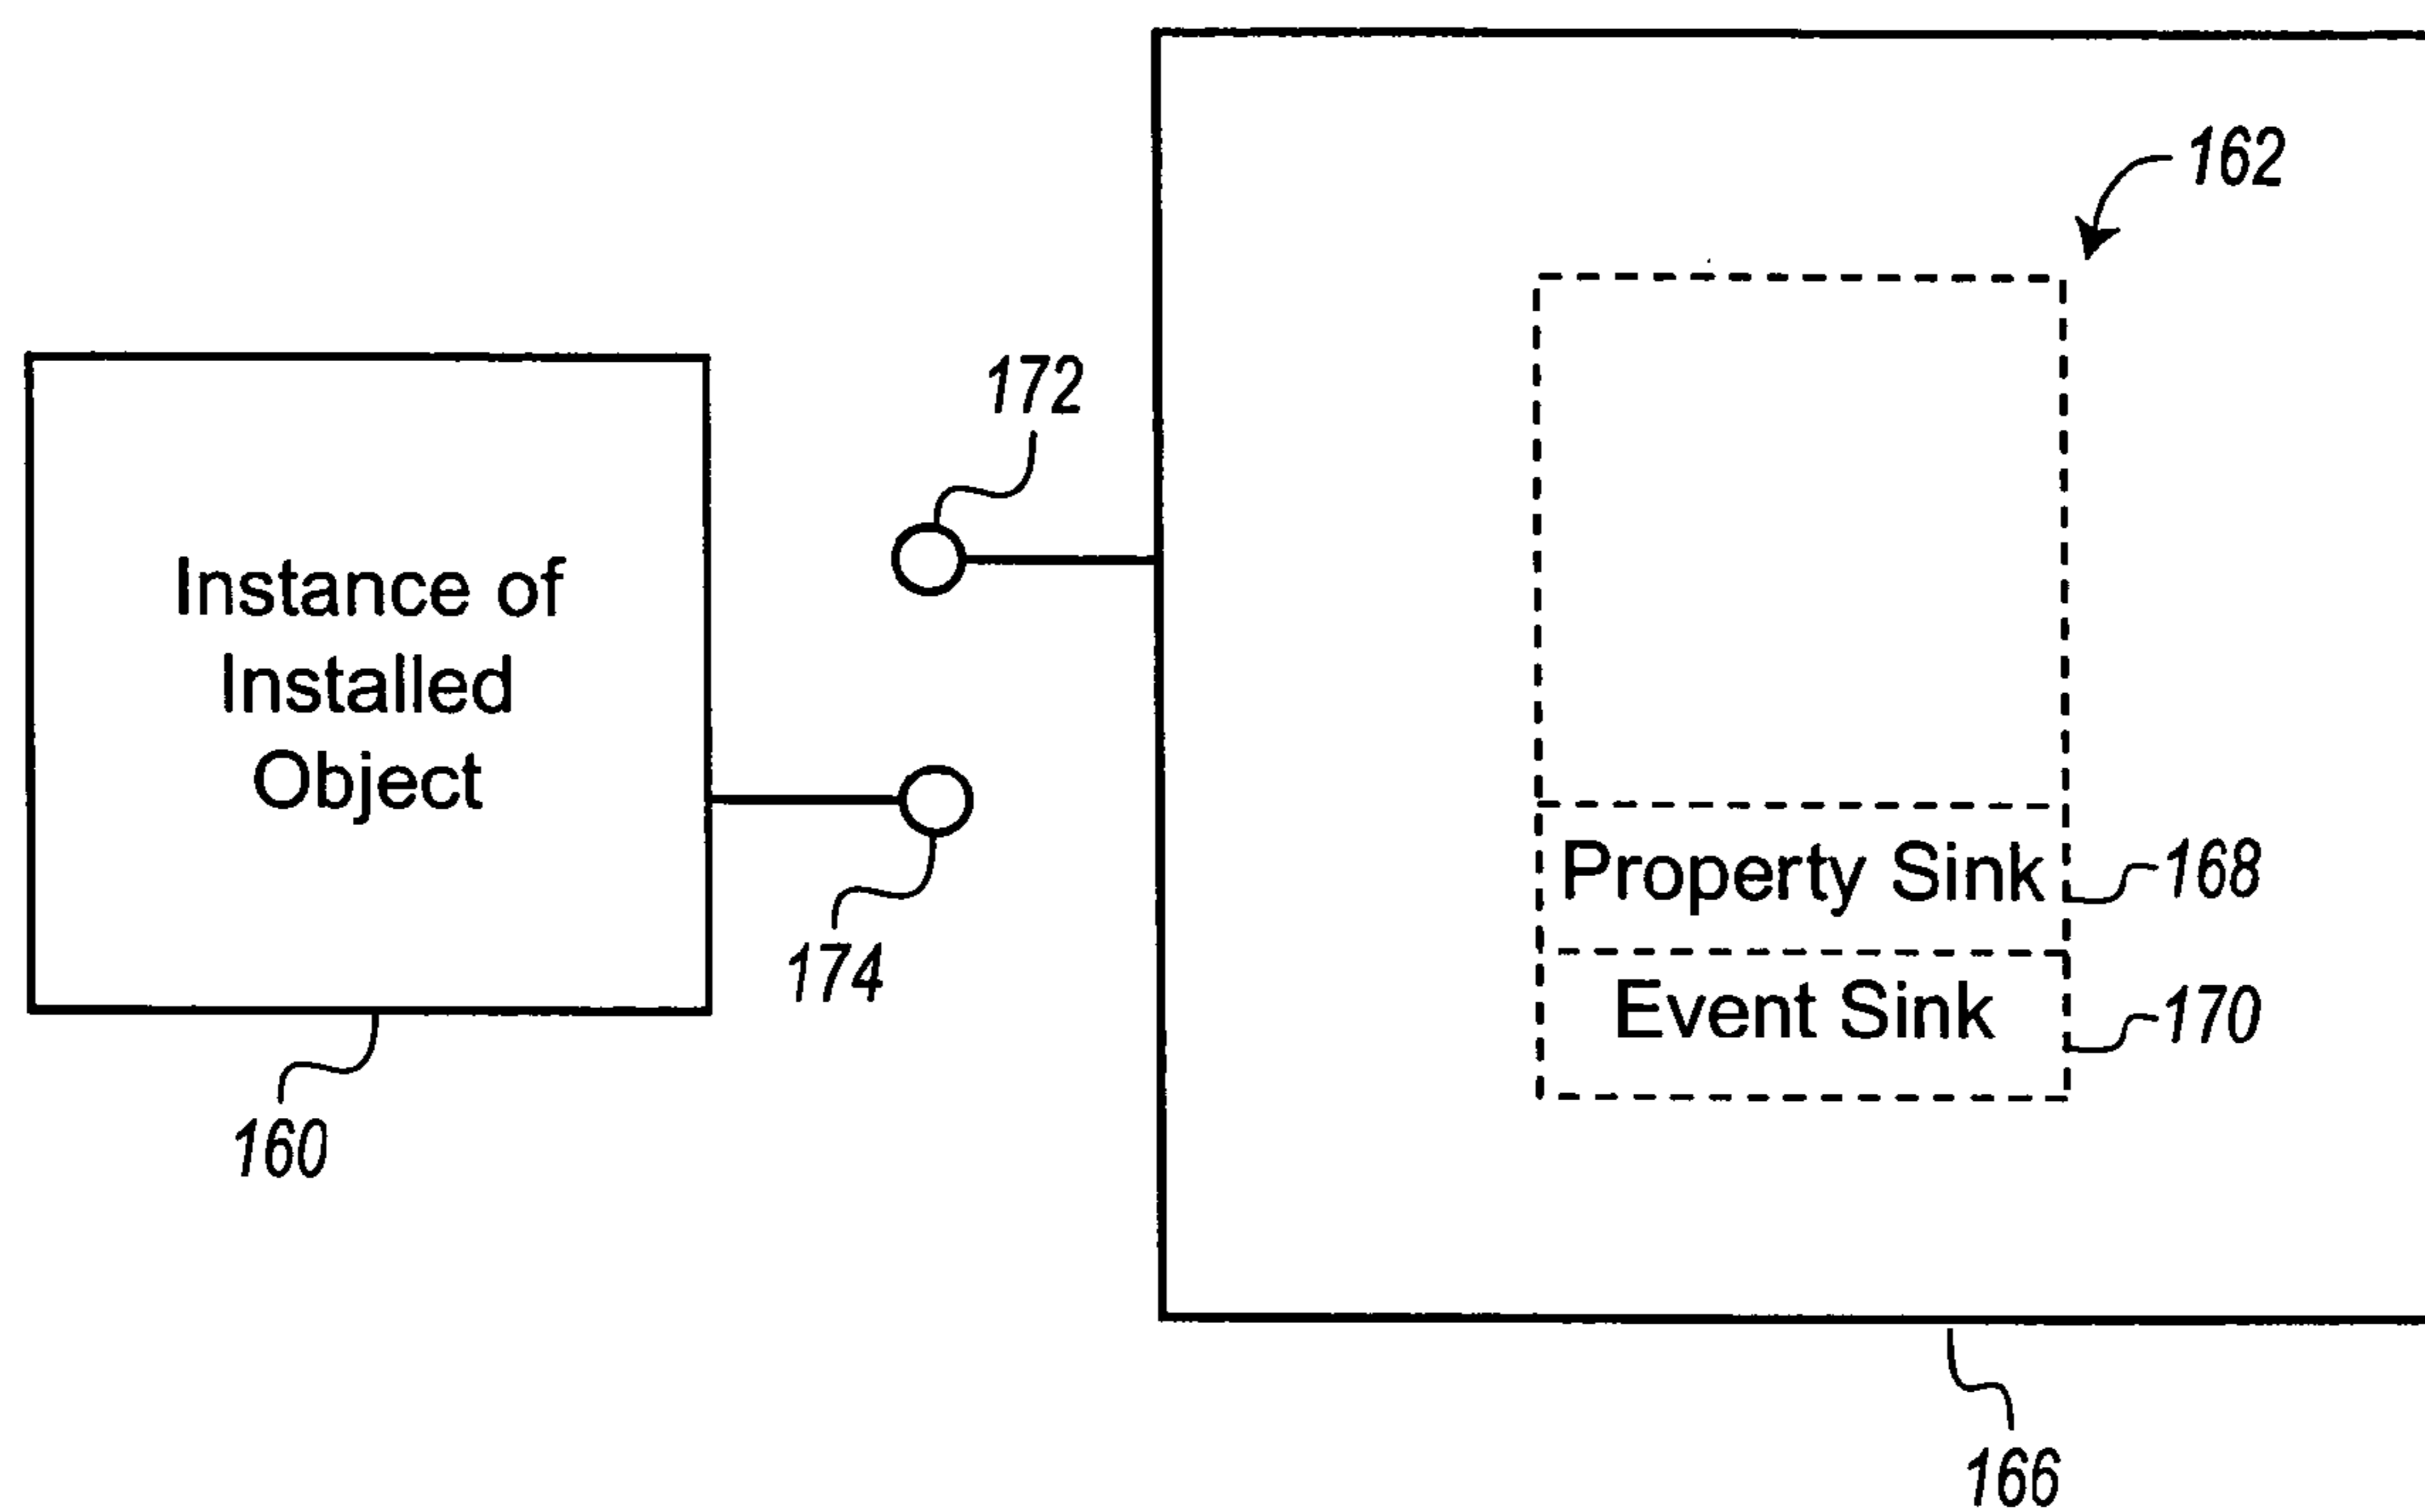 162
172
Instance of
Installed
Object
Property Sink
168
174
Event Sink
170
160
166